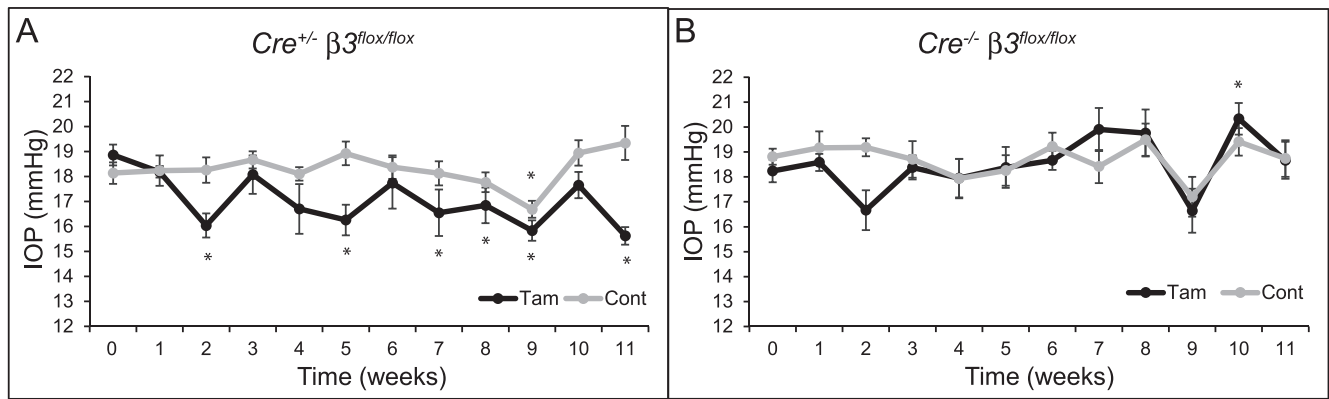 A
Cre+/- β3flox/flox
IOP (mmHg)
22
21
20
19
18
17
16
15
14
13
12
*
* * * * * *
Tam Cont
0 1 2 3 4 5 6 7 8 9 10 11
Time (weeks)
B
Cre-/- β3flox/flox
IOP (mmHg)
22
21
20
19
18
17
16
15
14
13
12
*
Tam Cont
0 1 2 3 4 5 6 7 8 9 10 11
Time (weeks)